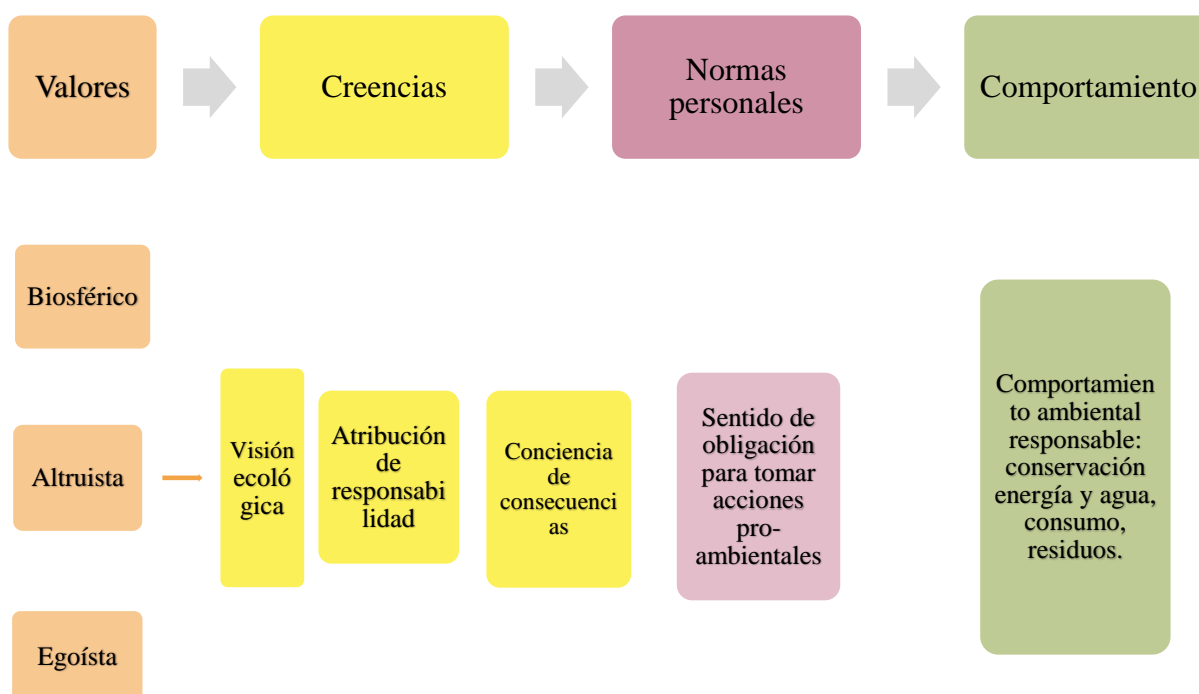 Valores
Creencias
Normas
personales
Comportamiento
Biosférico
Altruista
Egoísta
Visión
ecoló
gica
Atribución
de
responsabi
lidad
Conciencia
de
consecuenci
as
Sentido de
obligación
para tomar
acciones
pro-
ambientales
Comportamien
to ambiental
responsable:
conservación
energía y agua,
consumo,
residuos.